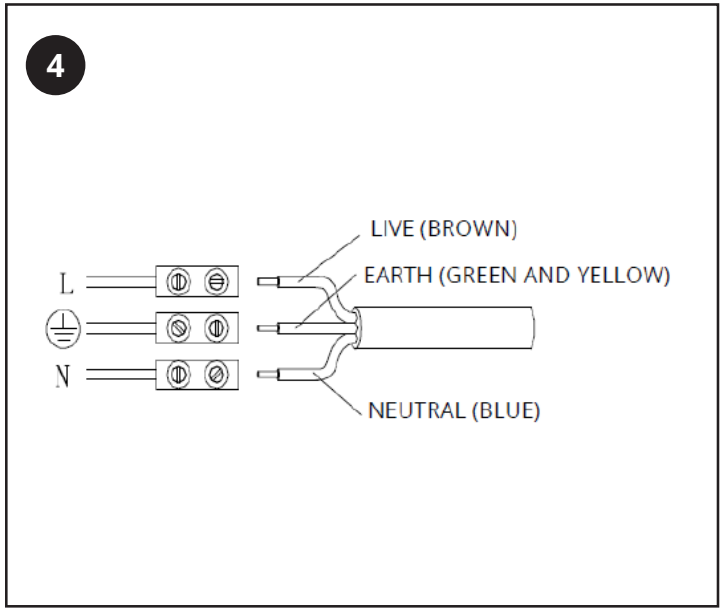 4
LIVE (BROWN)
L
EARTH (GREEN AND YELLOW)
N
NEUTRAL (BLUE)